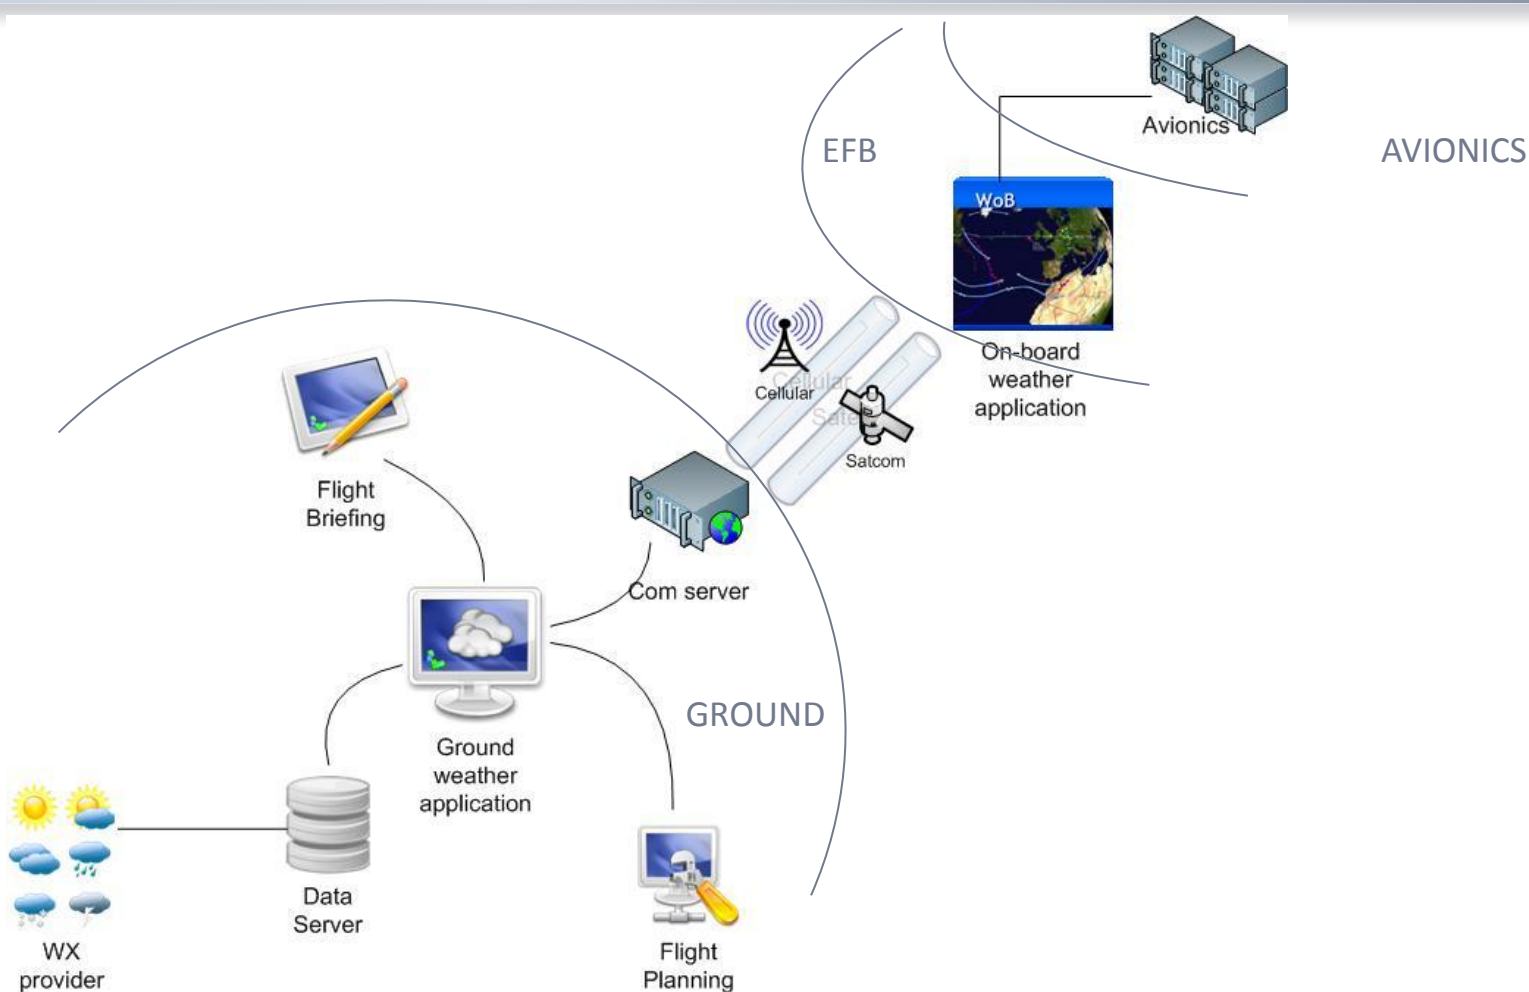 Avionics
EFB
AVIONICS
WoB
On-board
weather
application
Cellular
Cellular
Satcom
Flight
Briefing
Com server
GROUND
Ground
weather
application
Data
Server
WX
provider
Flight
Planning